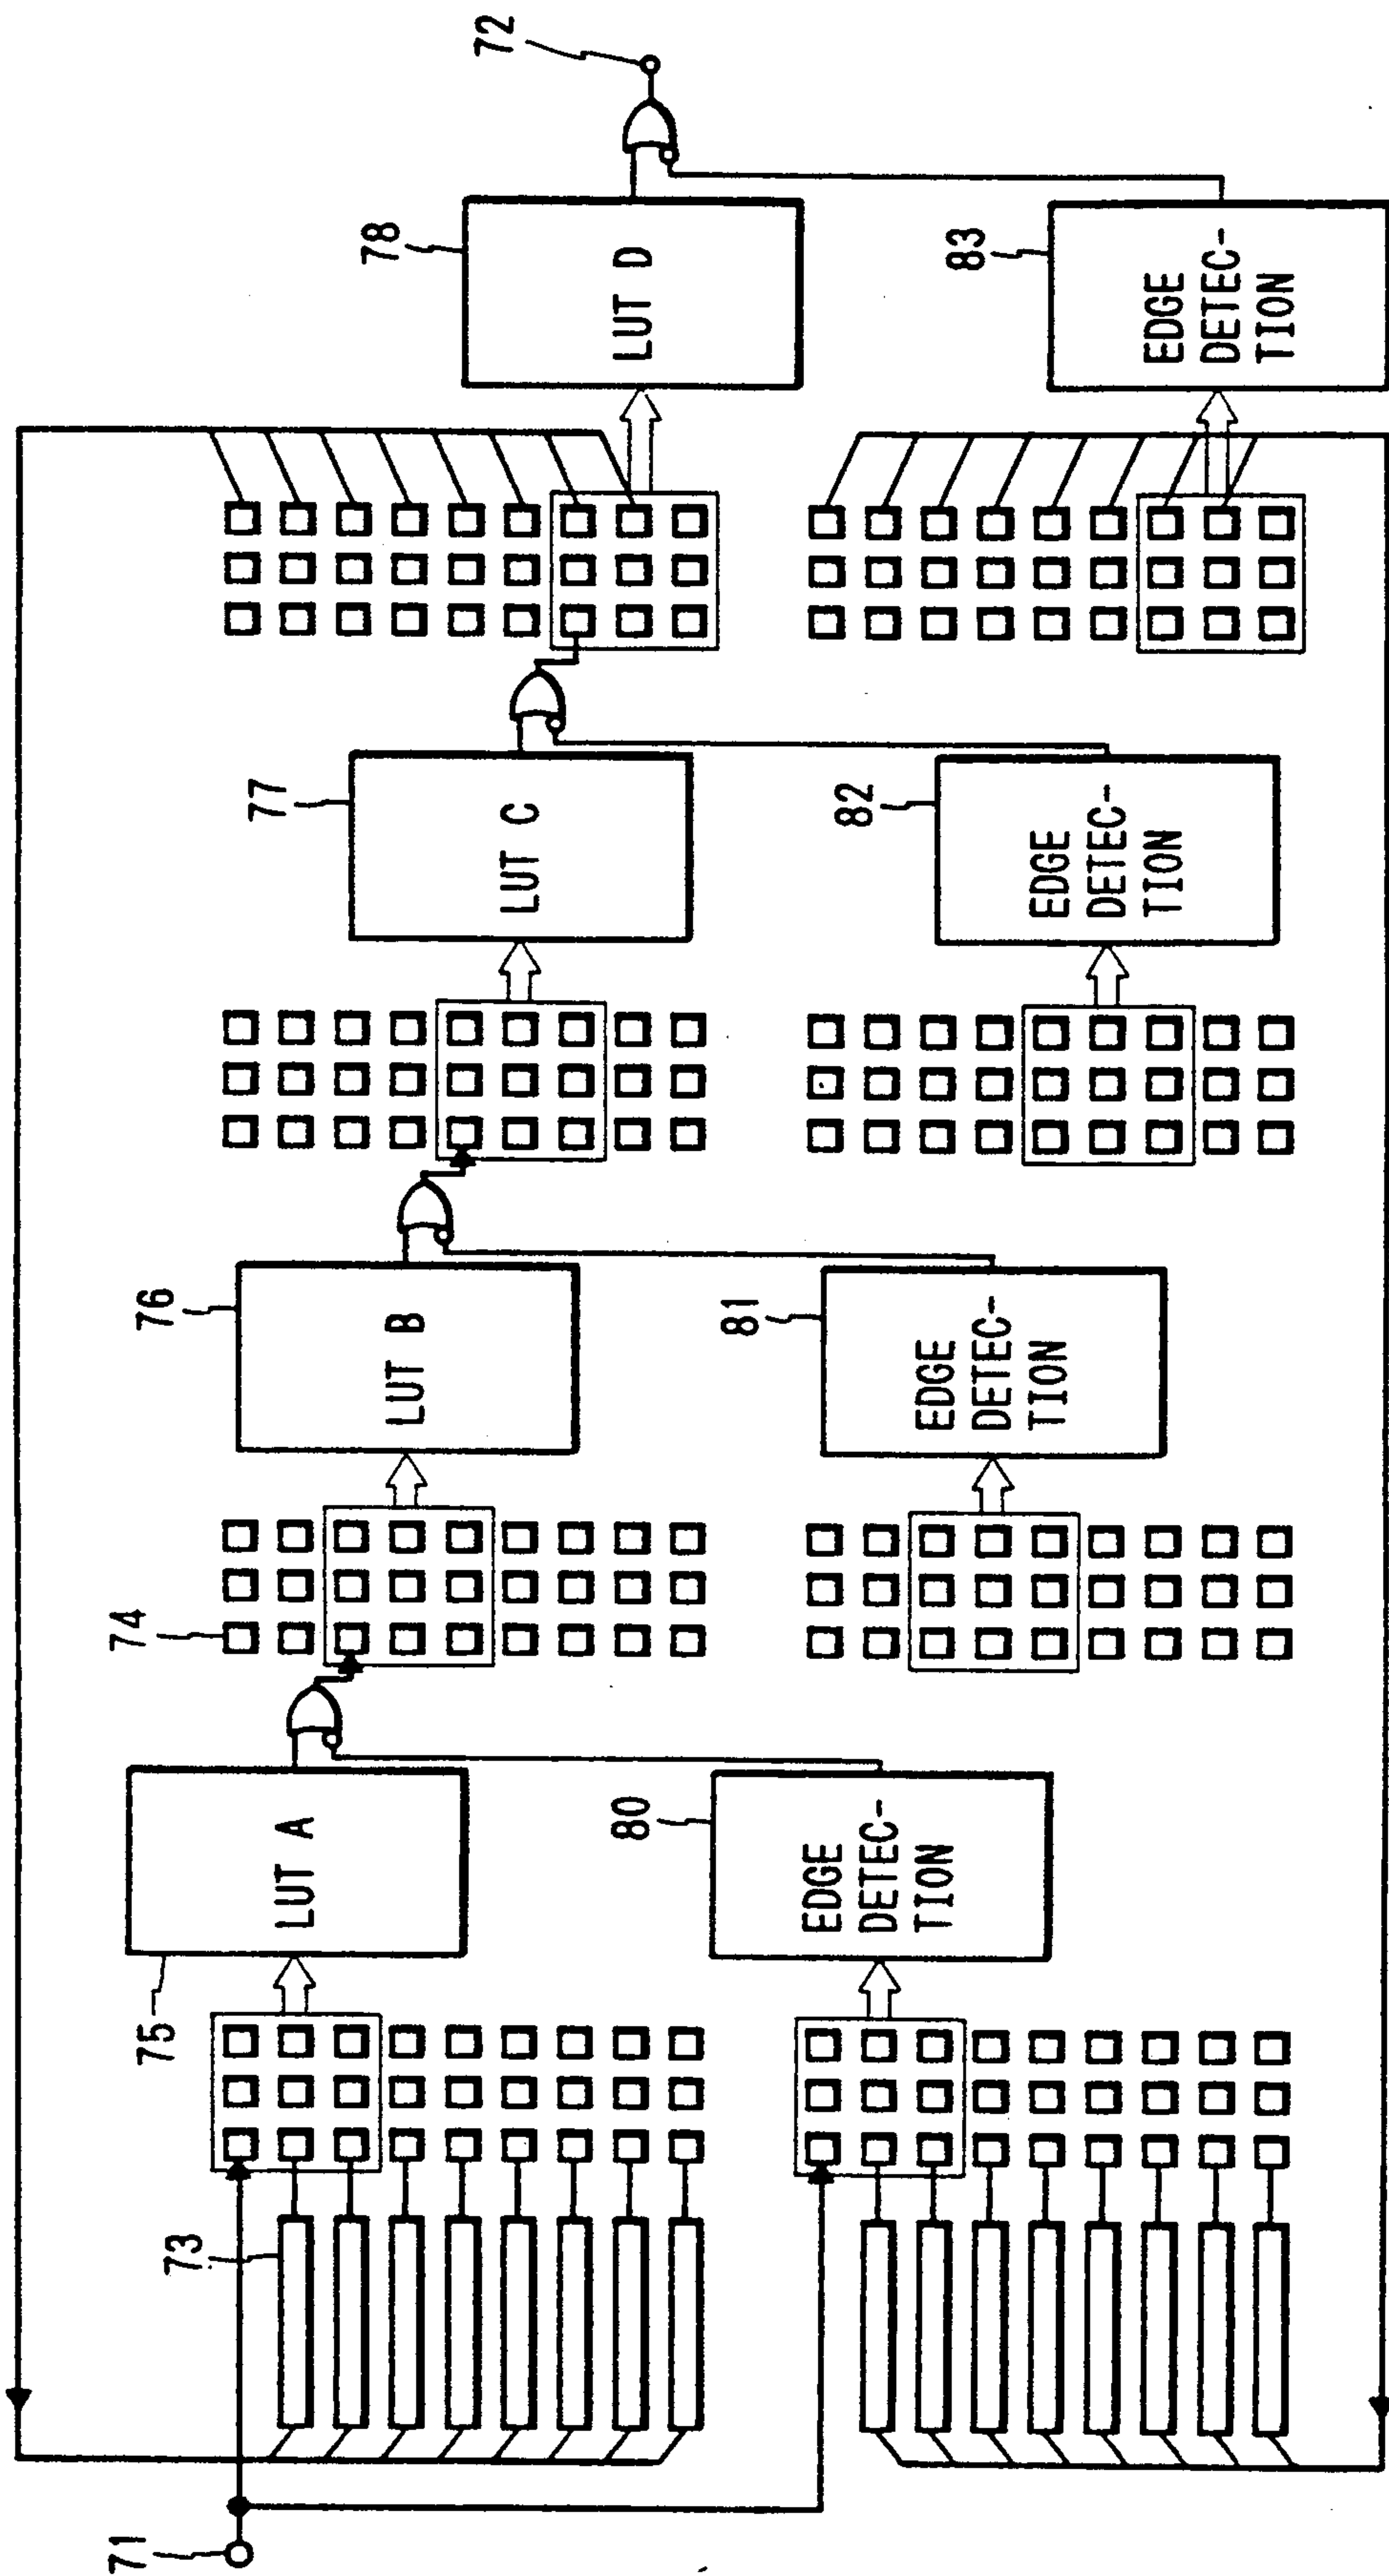 71
73
75
LUT A
80
EDGE
DETEC-
TION
74
76
LUT B
81
EDGE
DETEC-
TION
77
LUT C
82
EDGE
DETEC-
TION
78
LUT D
83
EDGE
DETEC-
TION
72